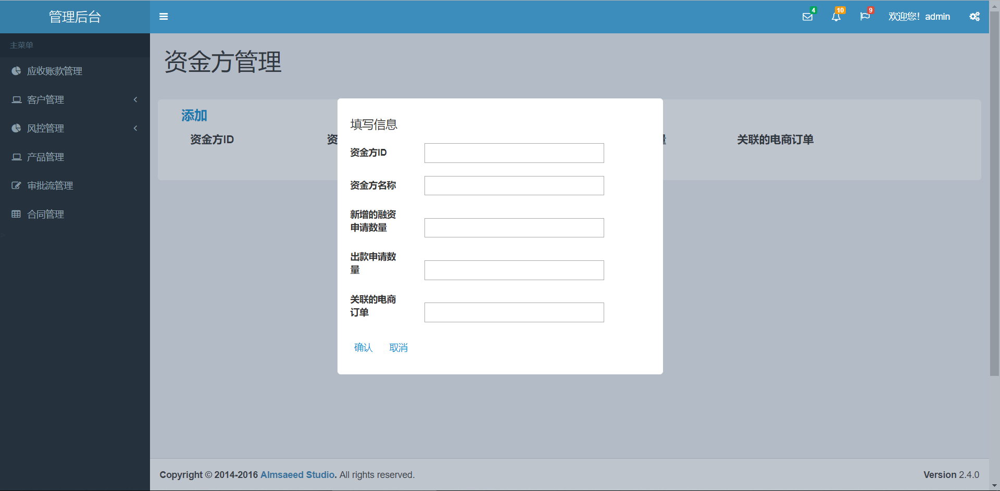 管理后台
4
10
9
欢迎您! admin
主菜单
应收账款管理
客户管理
风控管理
产品管理
审批流管理
合同管理
资金方管理
添加
资金方ID
资
量
关联的电商订单
填写信息
资金方ID
资金方名称
新增的融资
申请数量
出款申请数
量
关联的电商
订单
确认
取消
Copyright © 2014-2016 Almsaeed Studio. All rights reserved.
Version 2.4.0